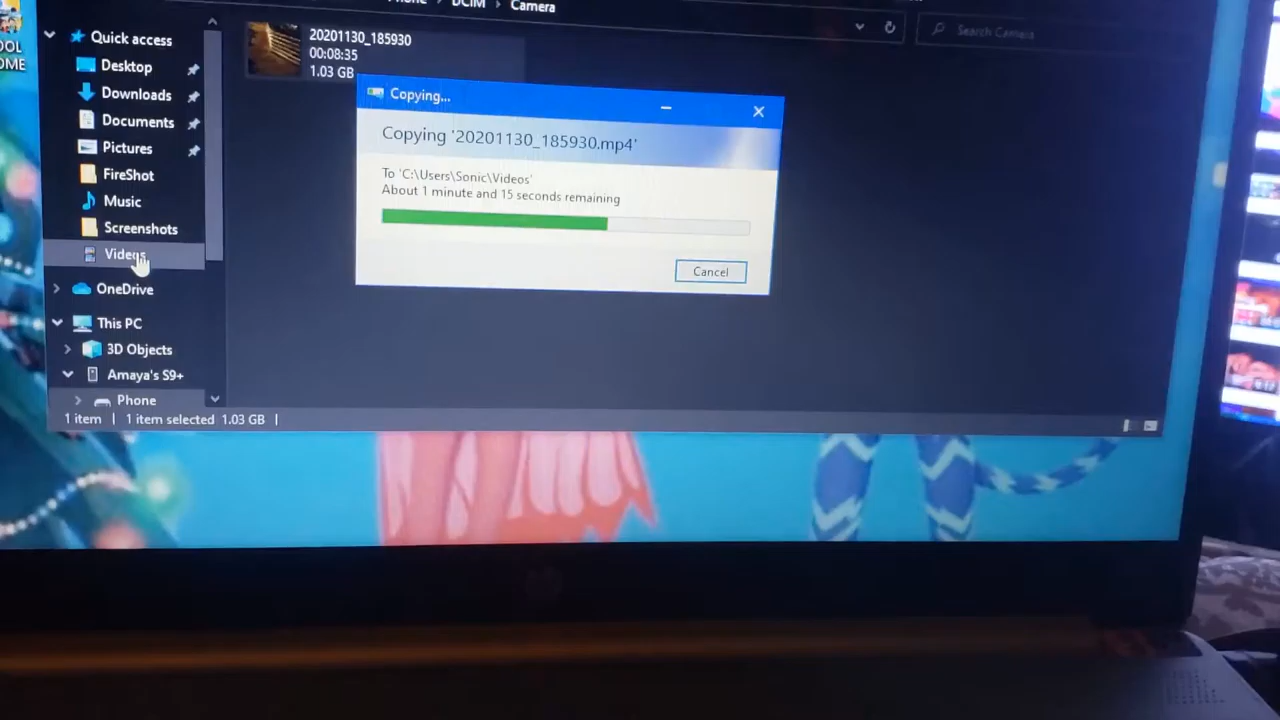 Phone > DCIM > Camera
Search Camera
OOL
OME
Quick access
Desktop
Downloads
Documents
Pictures
FireShot
Music
Screenshots
Videos
OneDrive
This PC
3D Objects
Amaya's S9+
Phone
20201130_185930
00:08:35
1.03 GB
Copying...
Copying '20201130_185930.mp4'
To 'C:\Users\Sonic\Videos'
About 1 minute and 15 seconds remaining
Cancel
1 item | 1 item selected 1.03 GB |